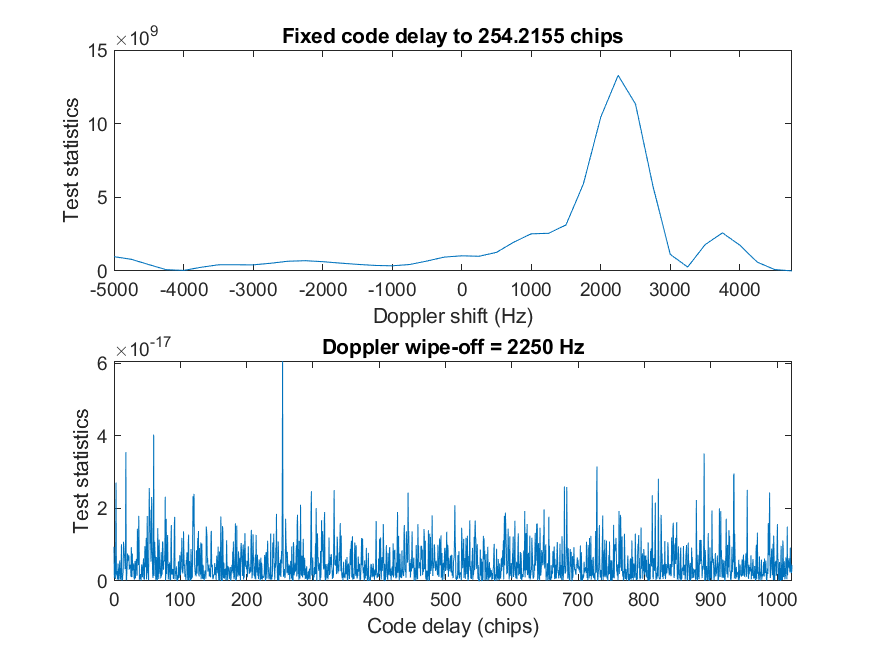 ×10^9
Fixed code delay to 254.2155 chips
15
10
5
0
Test statistics
-5000 -4000 -3000 -2000 -1000 0 1000 2000 3000 4000
Doppler shift (Hz)
×10^-17
Doppler wipe-off = 2250 Hz
6
4
2
0
Test statistics
0 100 200 300 400 500 600 700 800 900 1000
Code delay (chips)